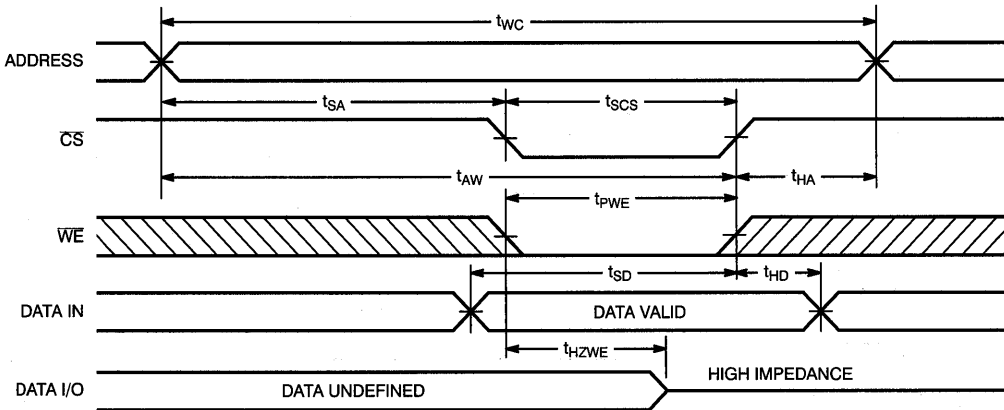 tWC
ADDRESS
tSA
tSCS
CS
tAW
tHA
tPWE
WE
tSD
tHD
DATA IN
DATA VALID
tHZWE
DATA I/O
DATA UNDEFINED
HIGH IMPEDANCE